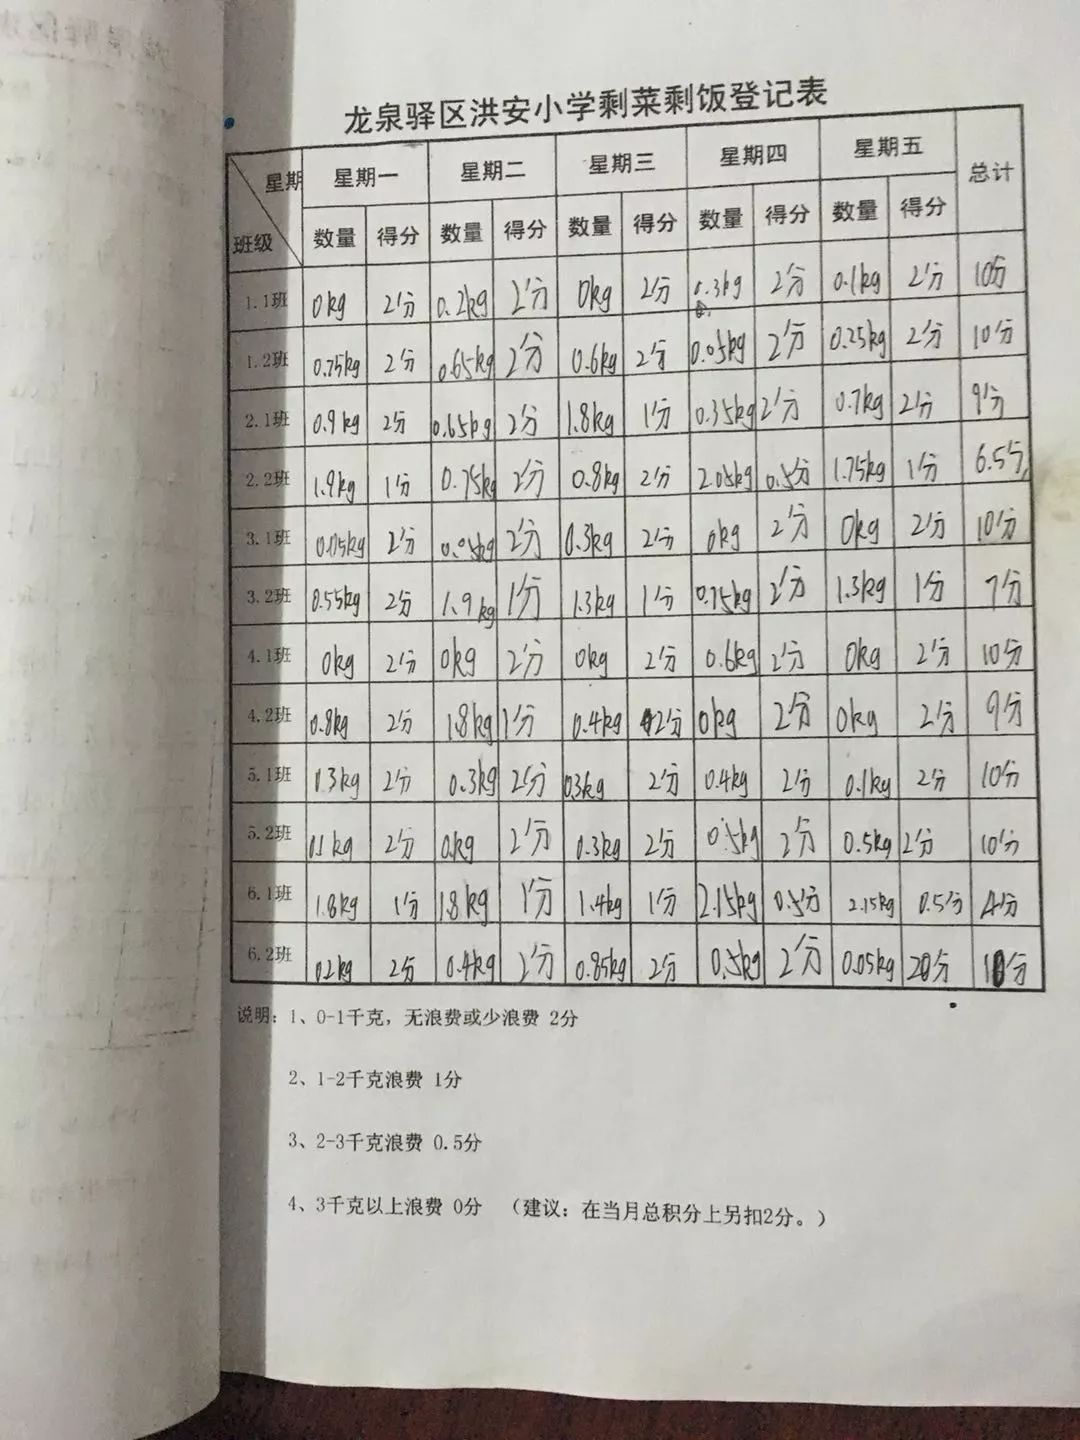 龙泉驿区洪安小学剩菜剩饭登记表
星期 星期一 星期二 星期三 星期四 星期五 总计
班级 数量 得分 数量 得分 数量 得分 数量 得分 数量 得分
1.1班 0kg 2分 0.2kg 2分 0kg 2分 0.3kg 2分 0.1kg 2分 10分
1.2班 0.75kg 2分 0.65kg 2分 0.6kg 2分 0.05kg 2分 0.25kg 2分 10分
2.1班 0.9kg 2分 0.65kg 2分 1.8kg 1分 0.35kg 2分 0.7kg 2分 9分
2.2班 1.9kg 1分 0.75kg 2分 0.8kg 2分 2.05kg 0.5分 1.75kg 1分 6.5分
3.1班 0.05kg 2分 0.05kg 2分 0.3kg 2分 0kg 2分 0kg 2分 10分
3.2班 0.55kg 2分 1.9kg 1分 1.3kg 1分 0.75kg 2分 1.3kg 1分 7分
4.1班 0kg 2分 0kg 2分 0kg 2分 0.6kg 2分 0kg 2分 10分
4.2班 0.8kg 2分 1.8kg 1分 0.4kg 2分 0kg 2分 0kg 2分 9分
5.1班 0.3kg 2分 0.3kg 2分 0.3kg 2分 0.4kg 2分 0.1kg 2分 10分
5.2班 0.1kg 2分 2分 0.3kg 2分 0.5kg 2分 0.5kg 2分 10分
6.1班 1.8kg 1分 1.8kg 1分 1.4kg 1分 2.15kg 0.5分 2.15kg 0.5分 4分
6.2班 0.2kg 2分 0.4kg 2分 0.85kg 2分 0.5kg 2分 0.05kg 2分 10分
说明：1、0-1千克，无浪费或少浪费 2分
2、1-2千克浪费 1分
3、2-3千克浪费 0.5分
4、3千克以上浪费 0分 （建议：在当月总积分上另扣2分。）